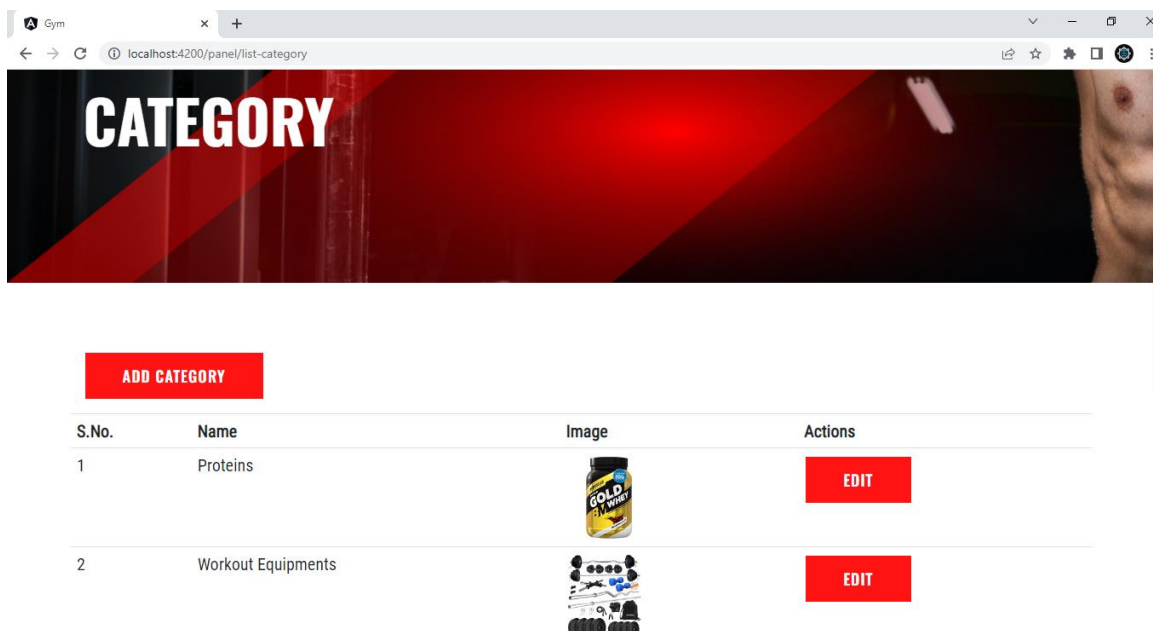 Gym
localhost:4200/panel/list-category
CATEGORY
ADD CATEGORY
S.No. Name Image Actions
1 Proteins EDIT
GOLD
WHEY
2 Workout Equipments EDIT